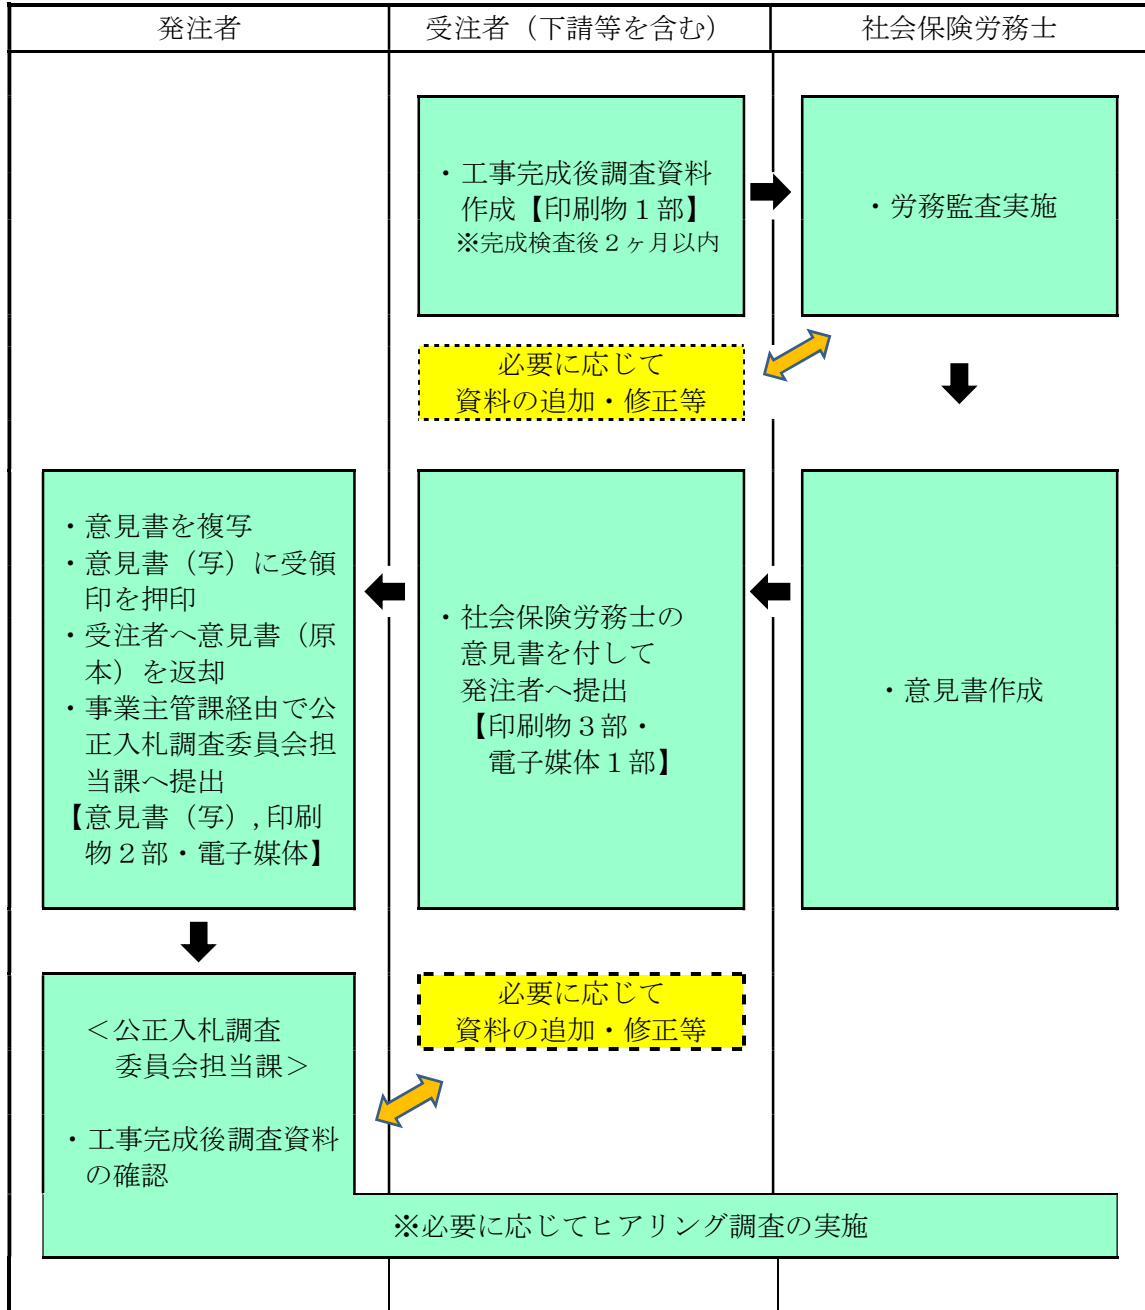 発注者
受注者（下請等を含む）
社会保険労務士
・工事完成後調査資料
作成【印刷物１部】
※完成検査後２ヶ月以内
・労務監査実施
必要に応じて
資料の追加・修正等
・意見書を複写
・意見書（写）に受領
印を押印
・受注者へ意見書（原
本）を返却
・事業主管課経由で公
正入札調査委員会担
当課へ提出
【意見書（写）,印刷
物２部・電子媒体】
・社会保険労務士の
意見書を付して
発注者へ提出
【印刷物３部・
電子媒体１部】
・意見書作成
＜公正入札調査
委員会担当課＞
・工事完成後調査資料
の確認
必要に応じて
資料の追加・修正等
※必要に応じてヒアリング調査の実施